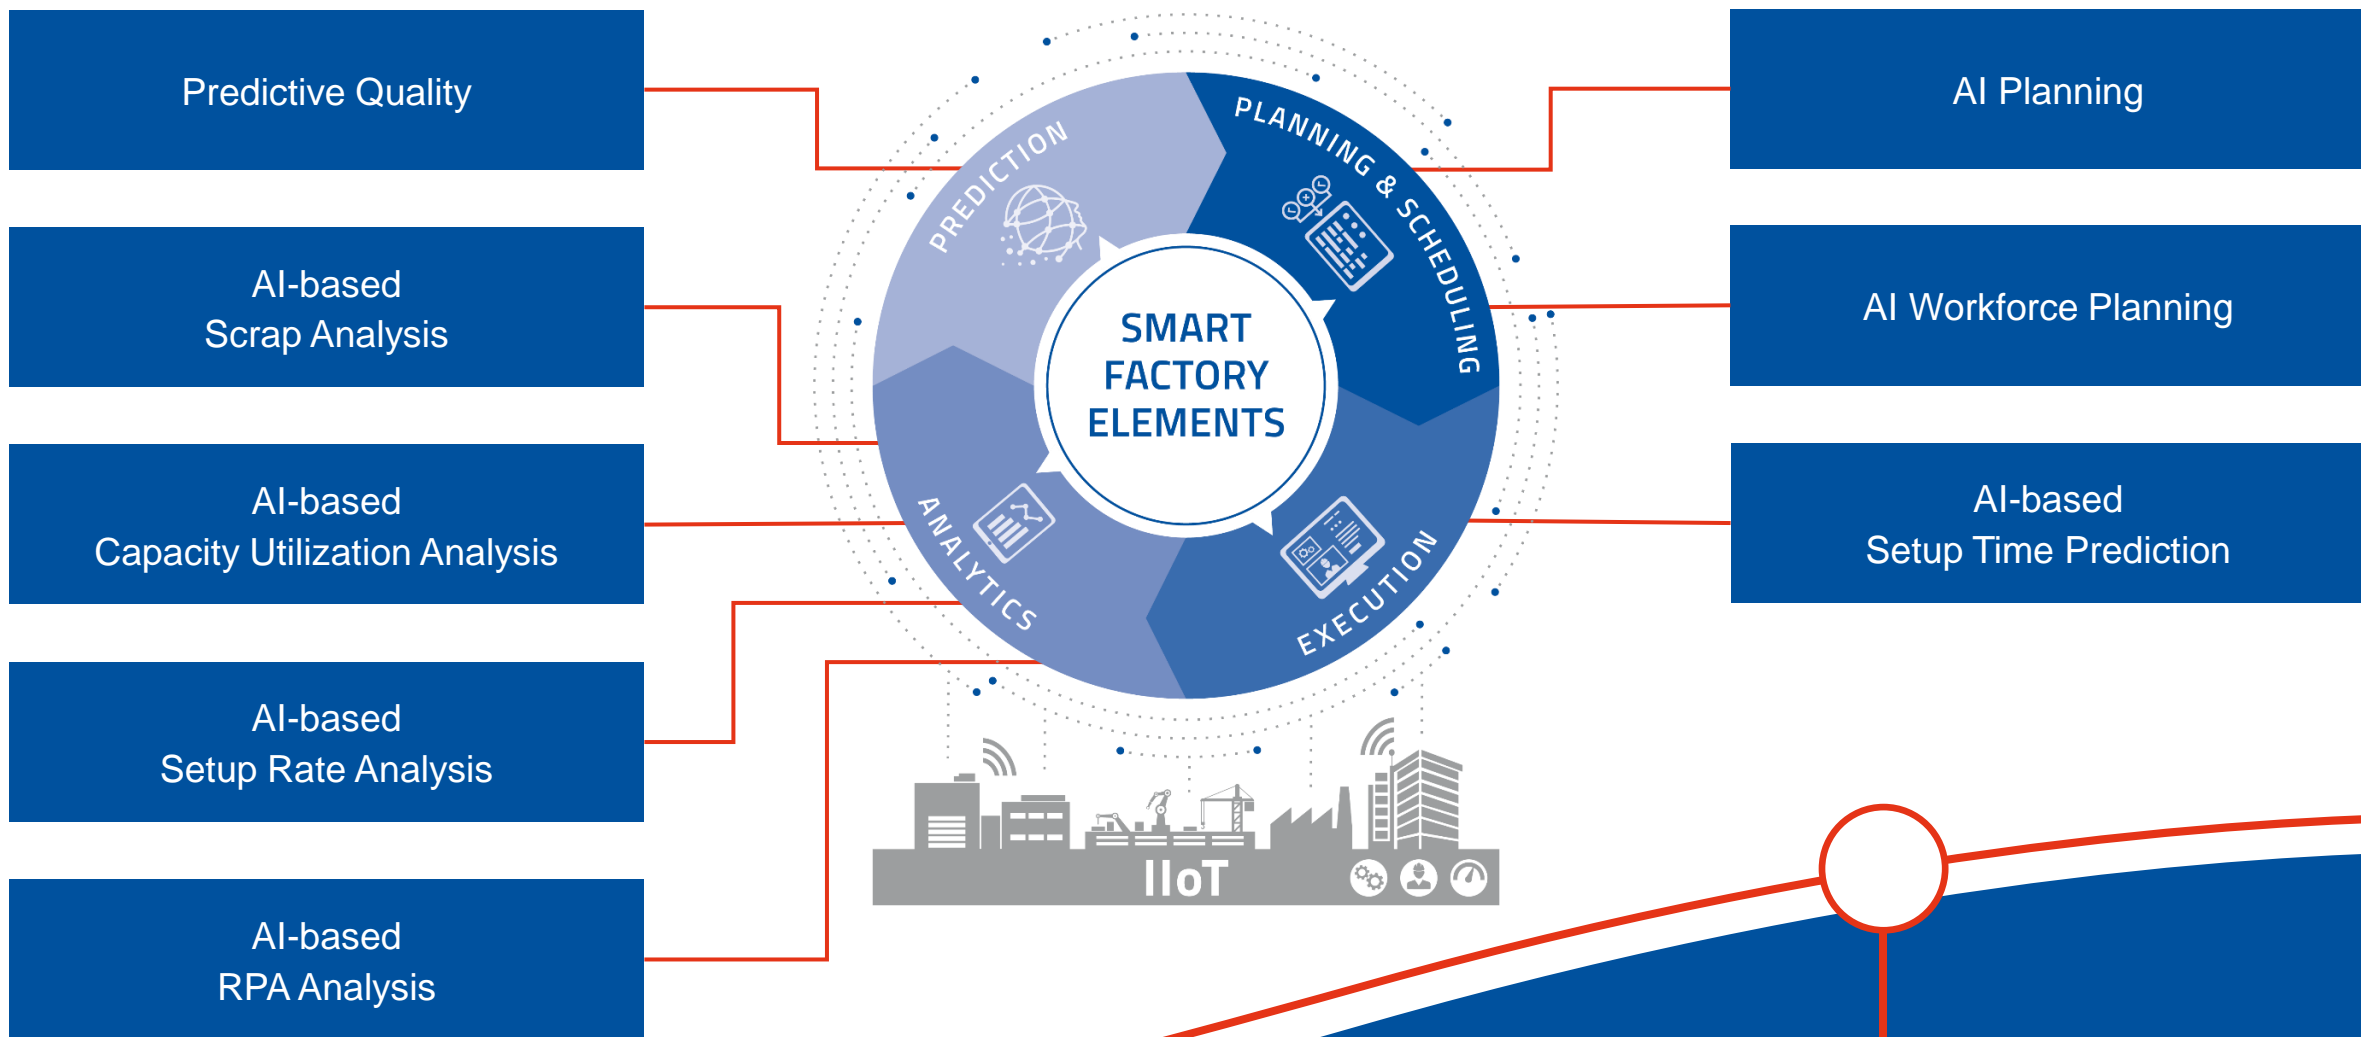 Predictive Quality
AI-based
Scrap Analysis
AI-based
Capacity Utilization Analysis
AI-based
Setup Rate Analysis
AI-based
RPA Analysis
PREDICTION
PLANNING & SCHEDULING
ANALYTICS
EXECUTION
SMART
FACTORY
ELEMENTS
IIoT
AI Planning
AI Workforce Planning
AI-based
Setup Time Prediction